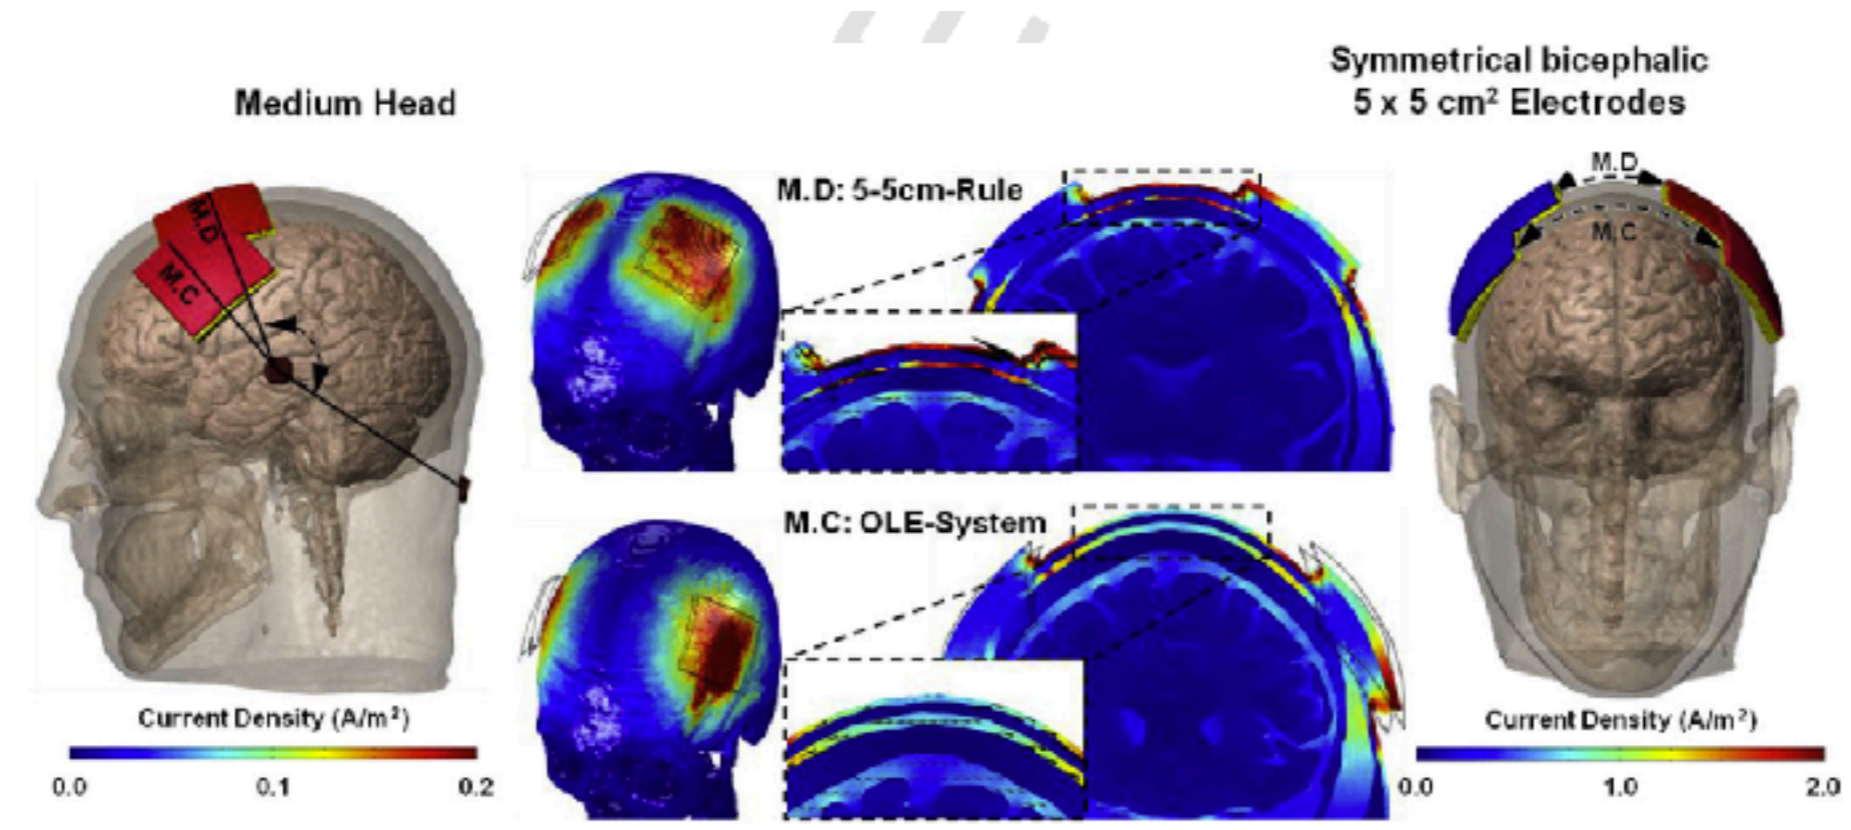 Medium Head
Symmetrical bicephalic
5 x 5 cm² Electrodes
M.D
M.C
M.D: 5-5cm-Rule
M.D
M.C
M.C: OLE-System
Current Density (A/m²)
0.0 0.1 0.2
Current Density (A/m²)
0.0 1.0 2.0